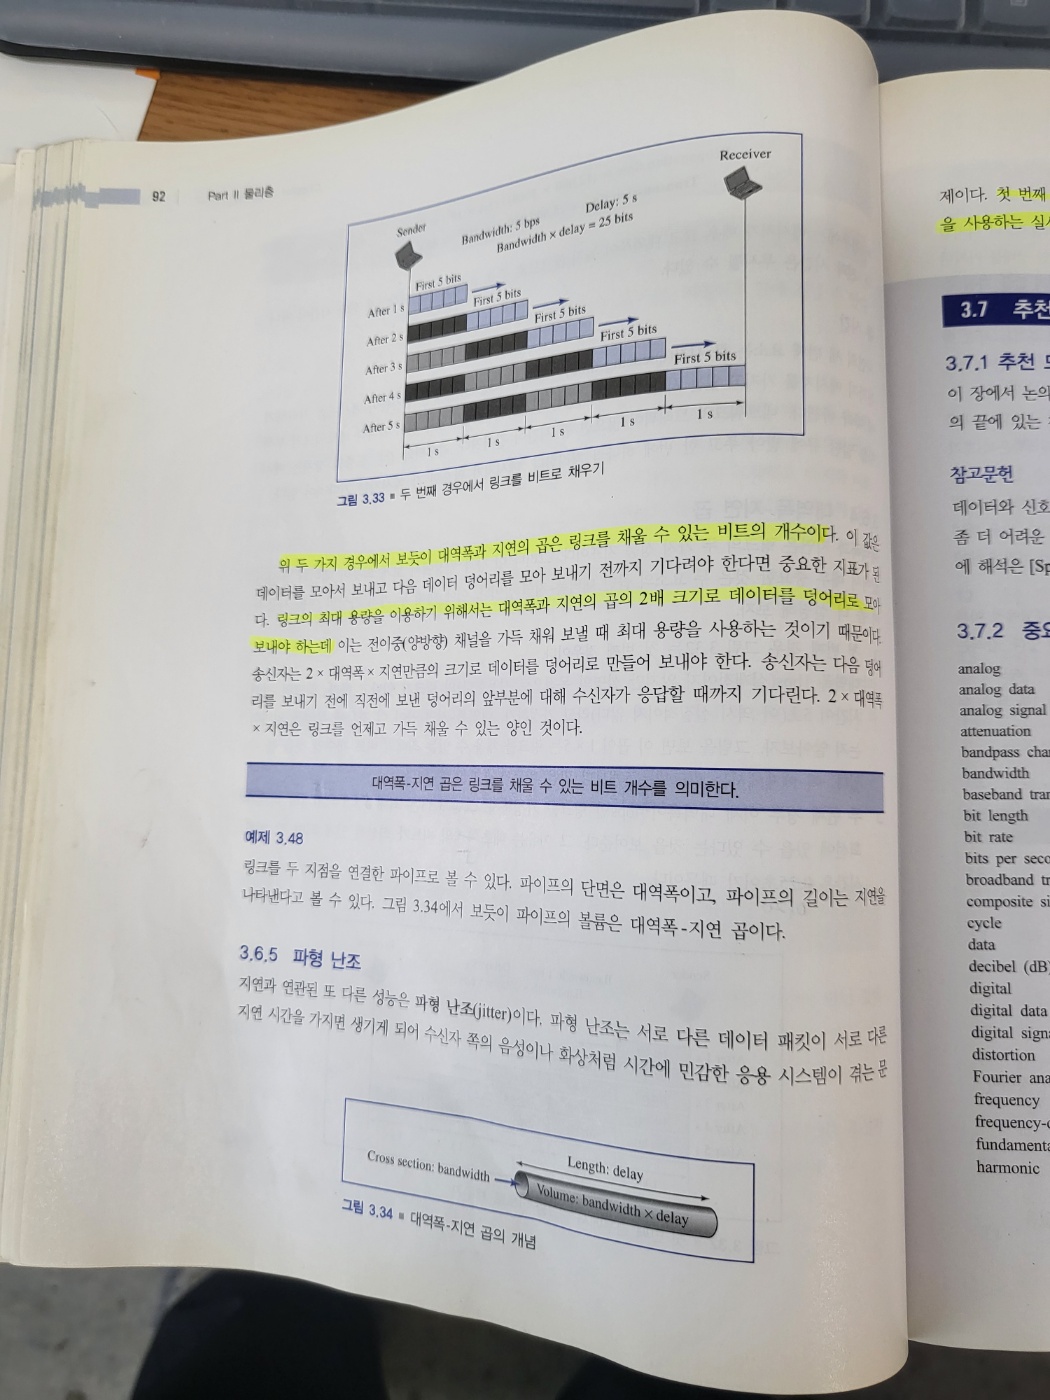 92 Part II 물리층
Sender
Receiver
Bandwidth: 5 bps Delay: 5 s
Bandwidth × delay = 25 bits
After 1 s First 5 bits
After 2 s First 5 bits
After 3 s First 5 bits
After 4 s First 5 bits
After 5 s First 5 bits
1 s 1 s 1 s 1 s 1 s
그림 3.33 ■ 두 번째 경우에서 링크를 비트로 채우기
위 두 가지 경우에서 보듯이 대역폭과 지연의 곱은 링크를 채울 수 있는 비트의 개수이다. 이 값은
데이터를 모아서 보내고 다음 데이터 덩어리를 모아 보내기 전까지 기다려야 한다면 중요한 지표가 된
다. 링크의 최대 용량을 이용하기 위해서는 대역폭과 지연의 곱의 2배 크기로 데이터를 덩어리로 모아
보내야 하는데 이는 전이중(양방향) 채널을 가득 채워 보낼 때 최대 용량을 사용하는 것이기 때문이다.
송신자는 2 × 대역폭 × 지연만큼의 크기로 데이터를 덩어리로 만들어 보내야 한다. 송신자는 다음 덩어
리를 보내기 전에 직전에 보낸 덩어리의 앞부분에 대해 수신자가 응답할 때까지 기다린다. 2 × 대역폭
× 지연은 링크를 언제고 가득 채울 수 있는 양인 것이다.
대역폭-지연 곱은 링크를 채울 수 있는 비트 개수를 의미한다.
예제 3.48
링크를 두 지점을 연결한 파이프로 볼 수 있다. 파이프의 단면은 대역폭이고, 파이프의 길이는 지연을
나타낸다고 볼 수 있다. 그림 3.34에서 보듯이 파이프의 볼륨은 대역폭-지연 곱이다.
3.6.5 파형 난조
지연과 연관된 또 다른 성능은 파형 난조(jitter)이다. 파형 난조는 서로 다른 데이터 패킷이 서로 다른
지연 시간을 가지면 생기게 되어 수신자 쪽의 음성이나 화상처럼 시간에 민감한 응용 시스템이 겪는 문
Cross section: bandwidth
Length: delay
Volume: bandwidth × delay
그림 3.34 ■ 대역폭-지연 곱의 개념
제이다. 첫 번째
을 사용하는
3.7 추천
3.7.1 추천
이 장에서 논의
의 끝에 있는
참고문헌
데이터와 신호
좀 더 어려운
에 해석은 [Sp
3.7.2 중요
analog
analog data
analog signal
attenuation
bandpass cha
bandwidth
baseband tran
bit length
bit rate
bits per seco
broadband tr
composite si
cycle
data
decibel (dB)
digital
digital data
digital signa
distortion
Fourier ana
frequency
frequency-
fundamenta
harmonic